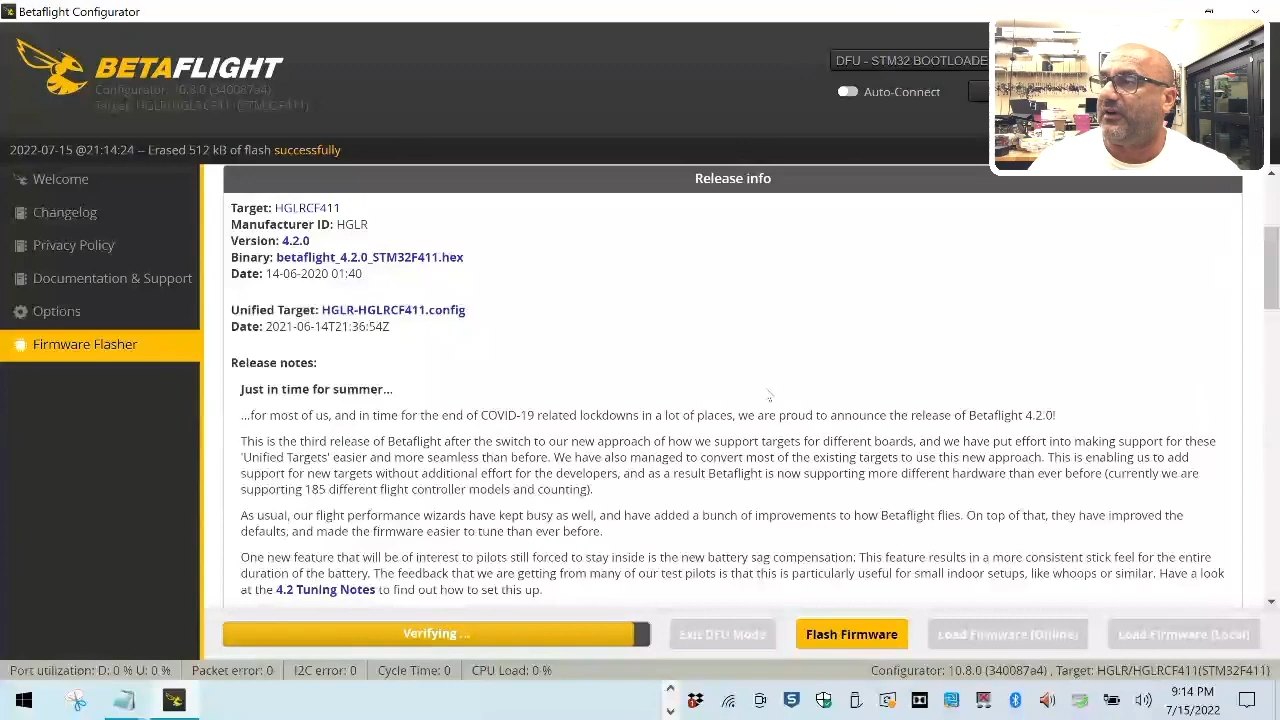 Betaflight Configurator
BETAFLIGHT
Configurator 10.8.0 (340087a4)
Target: HGLR/HGLRCF411 (STM32F411)
DFU - STM32 BOOTLOADE
Auto-Connect
2022-07-15 @21:14:24 -- Erased 512 kB of flash successfully
Welcome
Changelog
Privacy Policy
Documentation & Support
Options
Firmware Flasher
Release info
Target: HGLRCF411
Manufacturer ID: HGLR
Version: 4.2.0
Binary: betaflight_4.2.0_STM32F411.hex
Date: 14-06-2020 01:40
Unified Target: HGLR-HGLRCF411.config
Date: 2021-06-14T21:36:54Z
Release notes:
Just in time for summer...
...for most of us, and in time for the end of COVID-19 related lockdowns in a lot of places, we are proud to announce the release of Betaflight 4.2.0!
This is the third release of Betaflight after the switch to our new approach of how we support targets for different boards, and we have put effort into making support for these
'Unified Targets' easier and more seamless than before. We have also managed to convert most of the existing targets to use this new approach. This is enabling us to add
support for new targets without additional effort for the developers, and as a result Betaflight is now supporting more different hardware than ever before (currently we are
supporting 185 different flight controller models and counting).
As usual, our flight performance wizards have kept busy as well, and have added a bunch of improvements to how Betaflight flies. On top of that, they have improved the
defaults, and made the firmware easier to tune than ever before.
One new feature that will be of interest to pilots still forced to stay inside is the new battery sag compensation: This feature results in a more consistent stick feel for the entire
duration of the battery. The feedback that we are getting from many of our test pilots is that this is particularly useful for small indoor setups, like whoops or similar. Have a look
at the 4.2 Tuning Notes to find out how to set this up.
Verifying ...
Exit DFU Mode
Flash Firmware
Load Firmware [Online]
Load Firmware [Local]
Port utilization: D: 0 % U: 0 %
Packet error: 0
I2C error: 0
Cycle Time: 0
CPU Load: 0 %
Configurator: 10.8.0 (340087a4) , Target: HGLR/HGLRCF411(STM32F411)
9:14 PM
7/15/2022